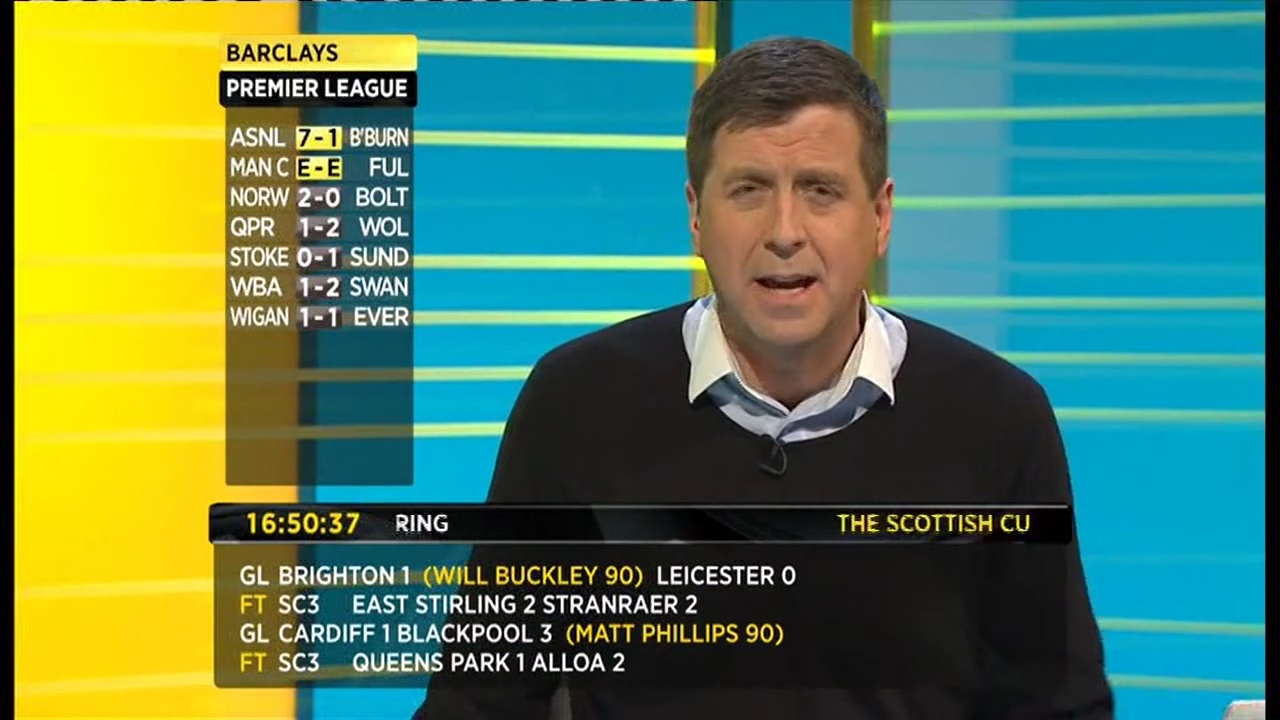 BARCLAYS
PREMIER LEAGUE
ASNL 7-1 B'BURN
MAN C E-E FUL
NORW 2-0 BOLT
QPR 1-2 WOL
STOKE 0-1 SUND
WBA 1-2 SWAN
WIGAN 1-1 EVER
16:50:37 RING THE SCOTTISH CU
GL BRIGHTON 1 (WILL BUCKLEY 90) LEICESTER 0
FT SC3 EAST STIRLING 2 STRANRAER 2
GL CARDIFF 1 BLACKPOOL 3 (MATT PHILLIPS 90)
FT SC3 QUEENS PARK 1 ALLOA 2